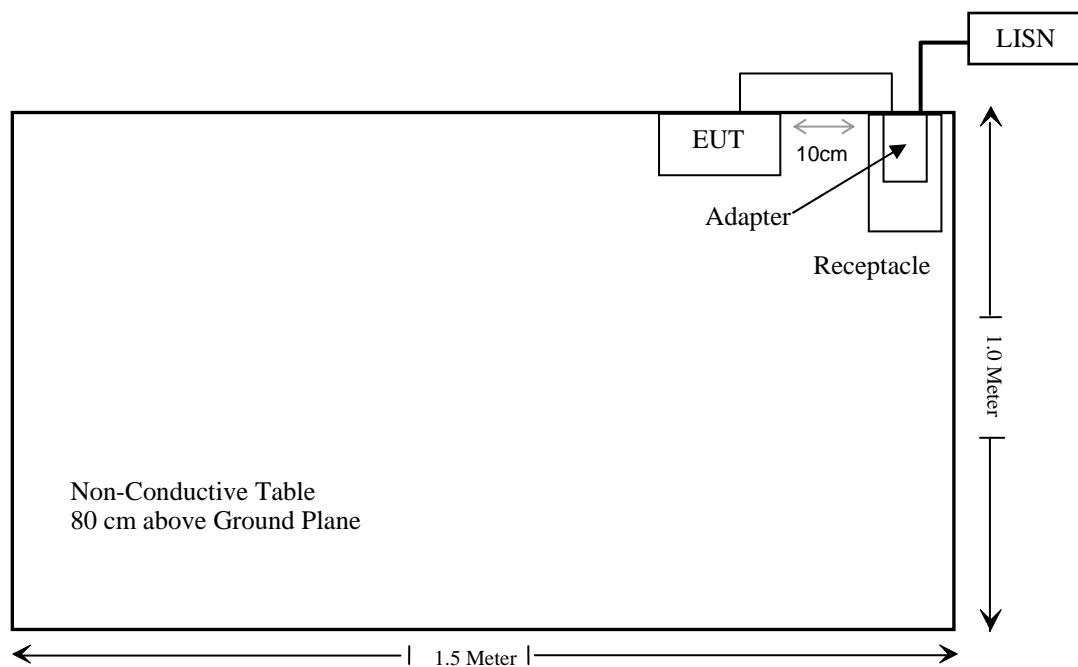 LISN
EUT
10cm
Adapter
Receptacle
1.0 Meter
Non-Conductive Table
80 cm above Ground Plane
1.5 Meter